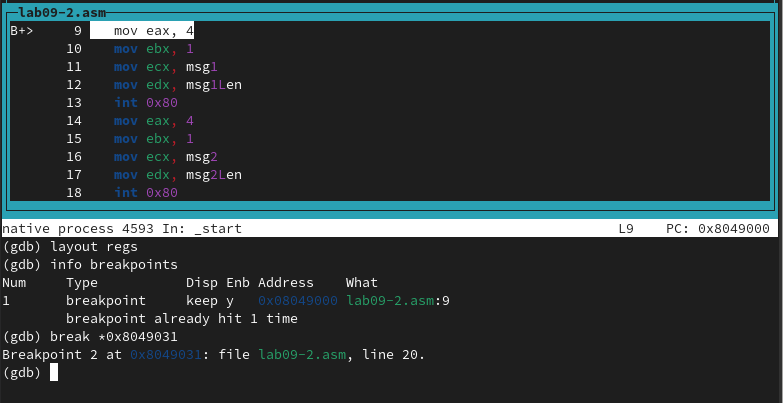 lab09-2.asm
B+> 9 mov eax, 4
10 mov ebx, 1
11 mov ecx, msg1
12 mov edx, msg1Len
13 int 0x80
14 mov eax, 4
15 mov ebx, 1
16 mov ecx, msg2
17 mov edx, msg2Len
18 int 0x80
native process 4593 In: _start L9 PC: 0x8049000
(gdb) layout regs
(gdb) info breakpoints
Num Type Disp Enb Address What
1 breakpoint keep y 0x08049000 lab09-2.asm:9
breakpoint already hit 1 time
(gdb) break *0x8049031
Breakpoint 2 at 0x8049031: file lab09-2.asm, line 20.
(gdb)